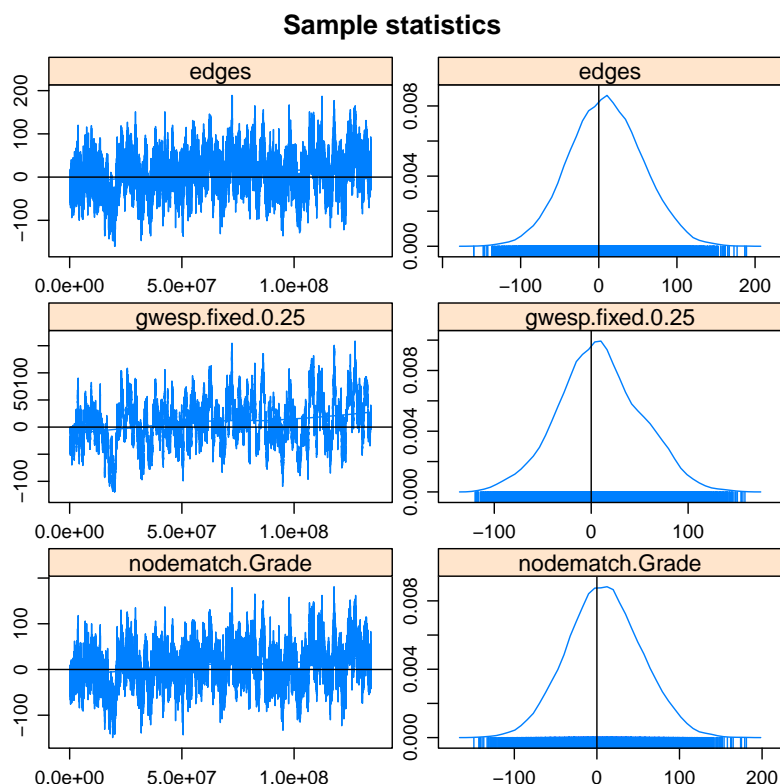 Sample statistics
edges
edges
200
100
0
-100
0.008
0.004
0.000
0.0e+00 5.0e+07 1.0e+08
-100 0 100 200
gwesp.fixed.0.25
gwesp.fixed.0.25
50100
0
-100
0.008
0.004
0.000
0.0e+00 5.0e+07 1.0e+08
-100 0 100
nodematch.Grade
nodematch.Grade
100
0
-100
0.008
0.004
0.000
0.0e+00 5.0e+07 1.0e+08
-100 0 100 200